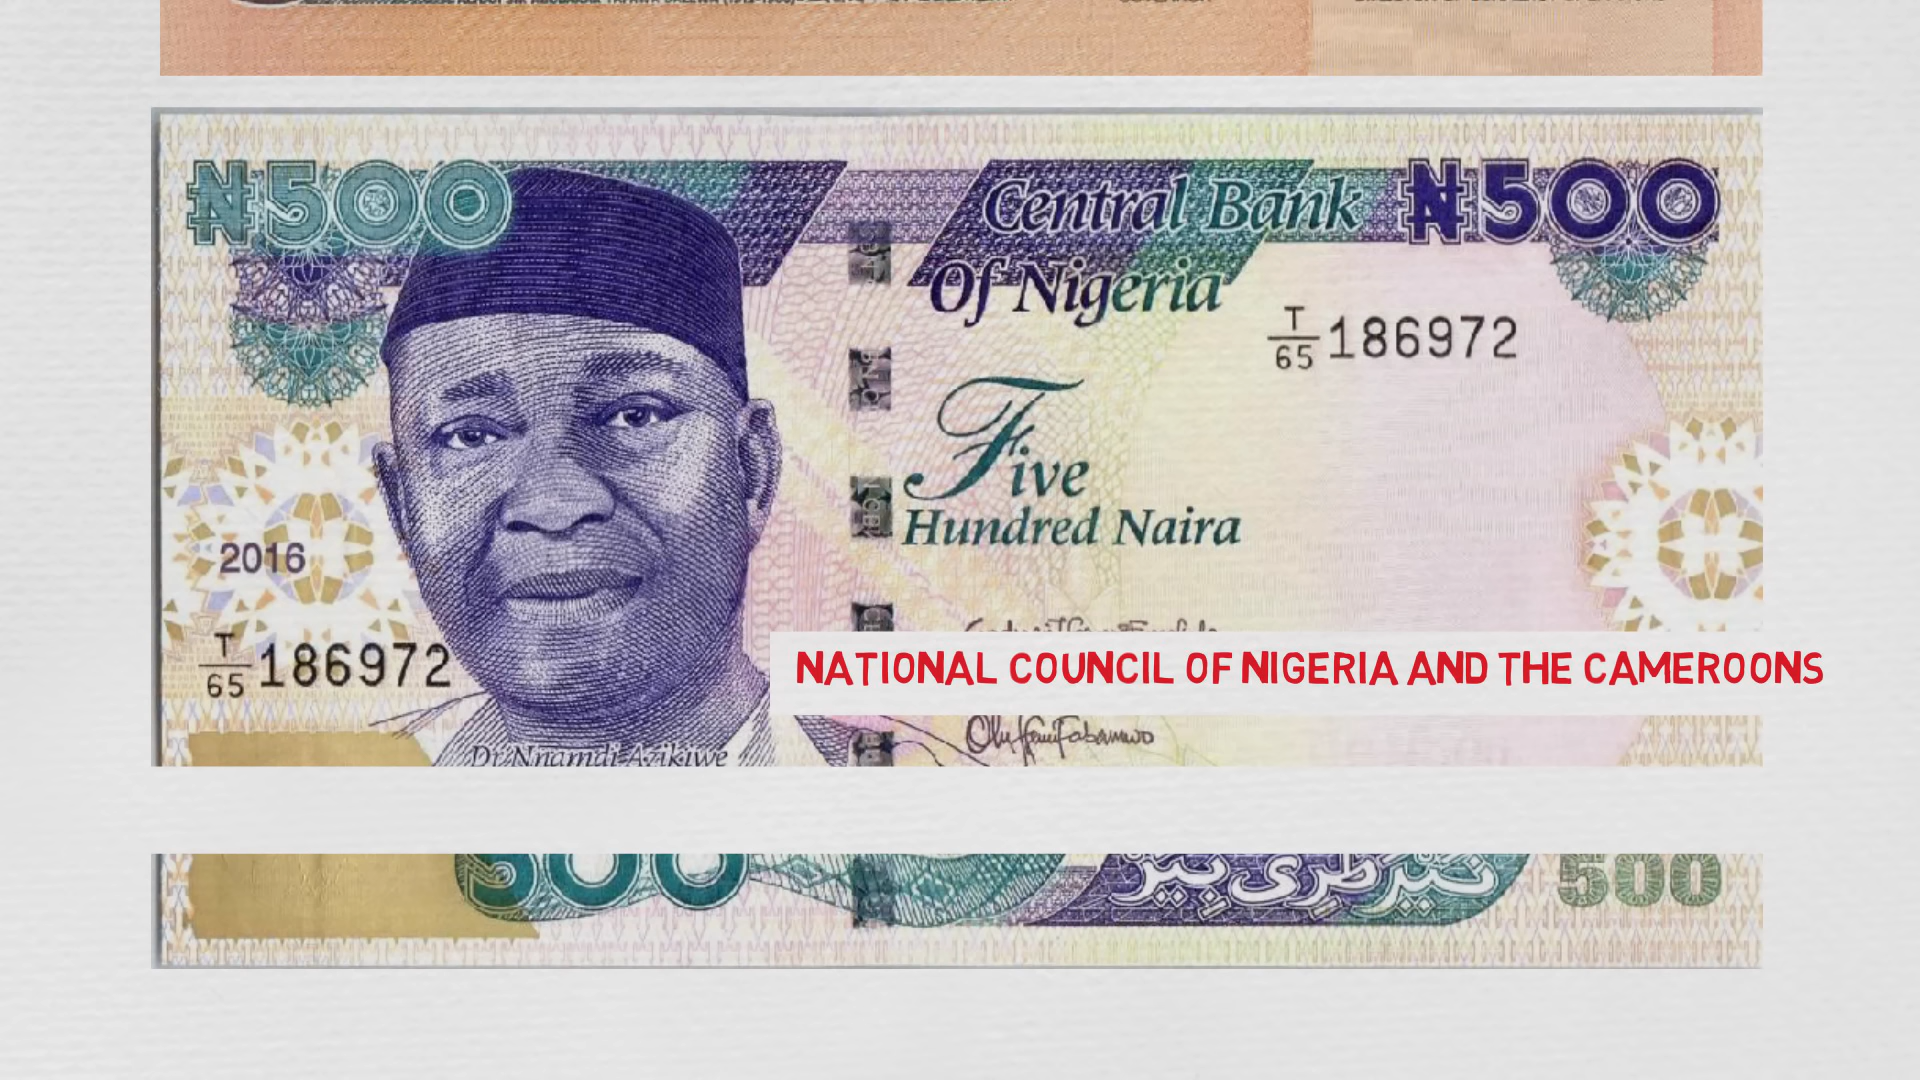 ₦500
Central Bank
Of Nigeria
₦500
T/65 186972
Five
Hundred Naira
2016
T/65 186972
NATIONAL COUNCIL OF NIGERIA AND THE CAMEROONS
Dr Nnamdi Azikiwe
500
500